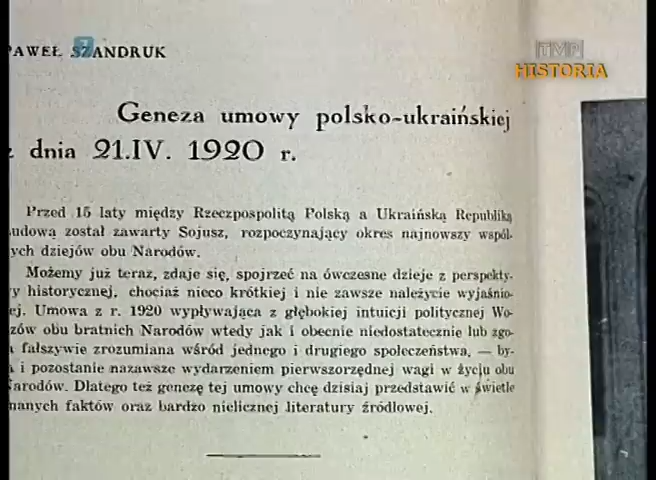 PAWEŁ SZANDRUK
TVP
HISTORIA
Geneza umowy polsko-ukraińskiej
z dnia 21.IV. 1920 r.
Przed 15 laty między Rzeczpospolitą Polską a Ukraińską Republiką
udową został zawarty Sojusz, rozpoczynający okres najnowszy wspól-
ych dziejów obu Narodów.
Możemy już teraz, zdaje się, spojrzeć na ówczesne dzieje z perspekty-
y historycznej, chociaż nieco krótkiej i nie zawsze należycie wyjaśnio-
ej. Umowa z r. 1920 wypływająca z głębokiej intuicji politycznej Wo-
zów obu bratnich Narodów wtedy jak i obecnie niedostatecznie lub zgo-
a fałszywie zrozumiana wśród jednego i drugiego społeczeństwa, — by-
a i pozostanie nazawsze wydarzeniem pierwszorzędnej wagi w życiu obu
Narodów. Dlatego też genezę tej umowy chcę dzisiaj przedstawić w świetle
nanych faktów oraz bardzo nielicznej literatury źródłowej.